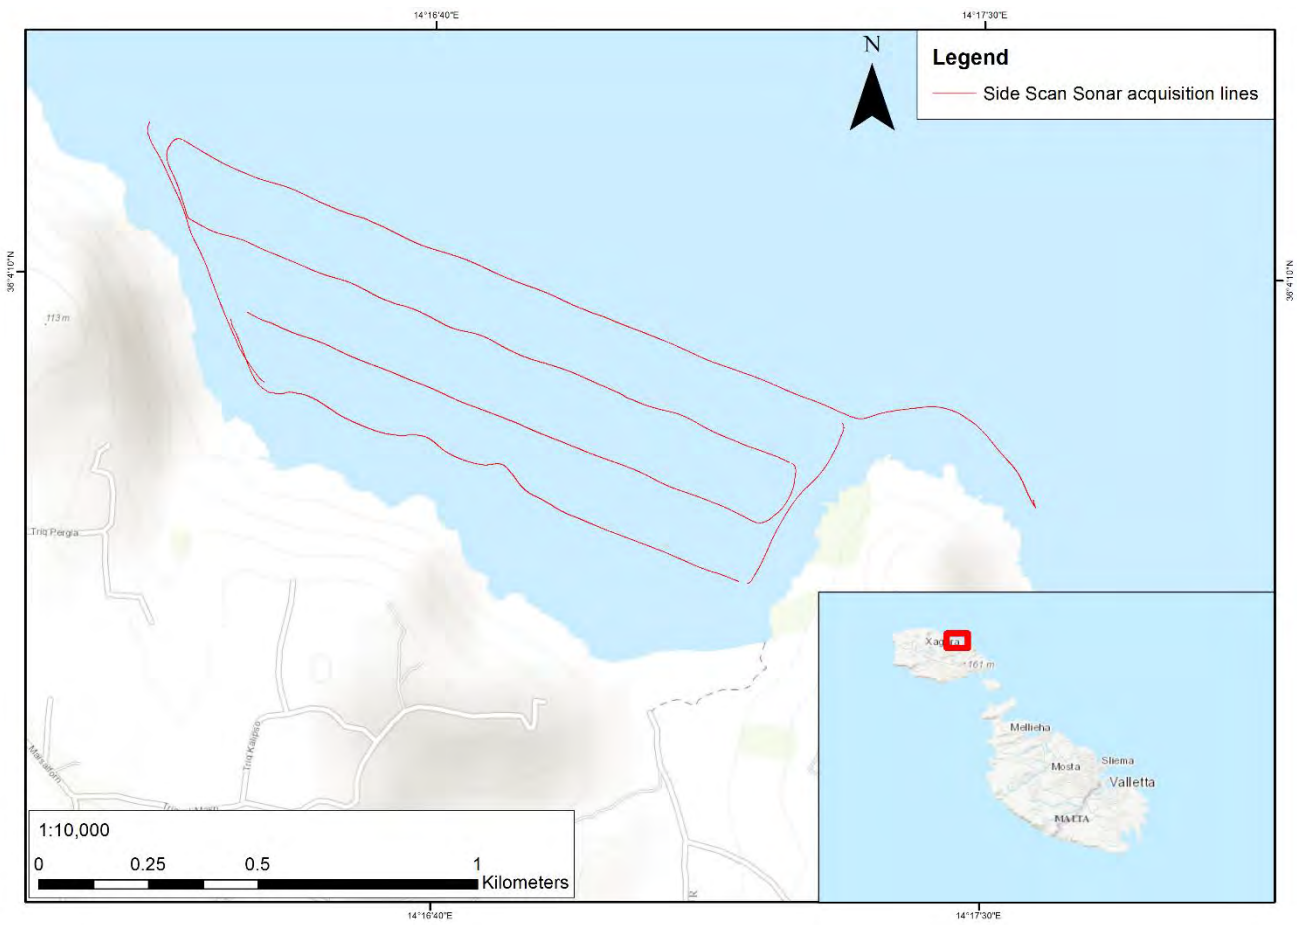 14°16'40"E
14°17'30"E
N
Legend
Side Scan Sonar acquisition lines
36°4'10"N
36°4'10"N
113 m
Triq Pergla
Triq Kalipso
Marsalforn
1:10,000
0 0.25 0.5 1
Kilometers
R
Xagħra
161 m
Mellieha
Mosta
Sliema
Valletta
MALTA
14°16'40"E
14°17'30"E